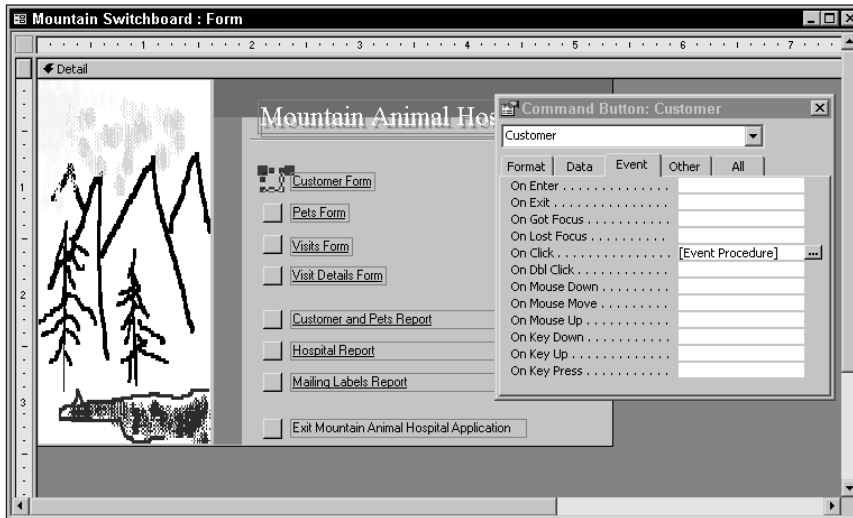 Mountain Switchboard : Form
1 2 3 4 5 6 7
Detail
1
2
3
Mountain Animal Hos
Customer Form
Pets Form
Visits Form
Visit Details Form
Customer and Pets Report
Hospital Report
Mailing Labels Report
Exit Mountain Animal Hospital Application
Command Button: Customer
Customer
Format Data Event Other All
On Enter . . . . . . . . . . . . . .
On Exit . . . . . . . . . . . . . . .
On Got Focus . . . . . . . . . . .
On Lost Focus . . . . . . . . . .
On Click . . . . . . . . . . . . . . [Event Procedure] ...
On Dbl Click . . . . . . . . . . . .
On Mouse Down . . . . . . . . .
On Mouse Move . . . . . . . . .
On Mouse Up . . . . . . . . . . .
On Key Down . . . . . . . . . . .
On Key Up . . . . . . . . . . . . .
On Key Press . . . . . . . . . . .